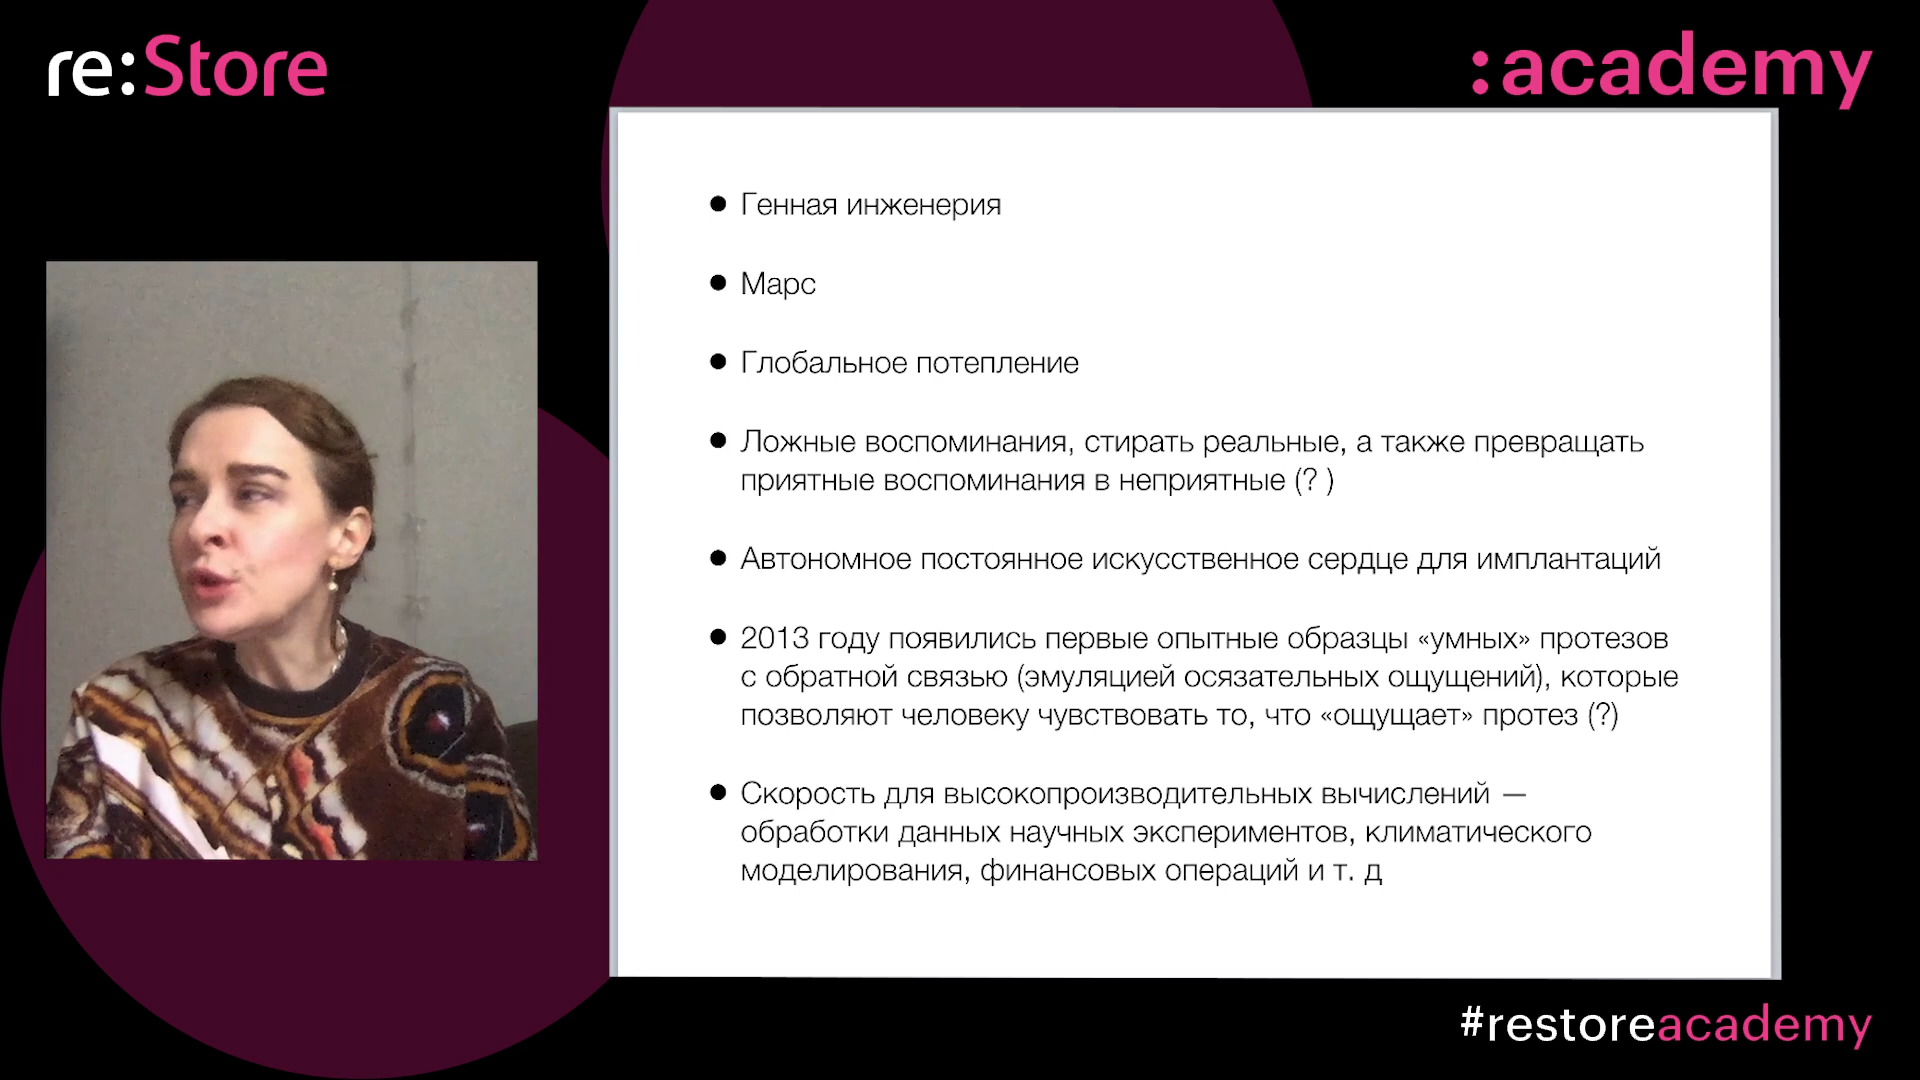 re:Store
:academy
● Генная инженерия
● Марс
● Глобальное потепление
● Ложные воспоминания, стирать реальные, а также превращать
приятные воспоминания в неприятные (? )
● Автономное постоянное искусственное сердце для имплантаций
● 2013 году появились первые опытные образцы «умных» протезов
с обратной связью (эмуляцией осязательных ощущений), которые
позволяют человеку чувствовать то, что «ощущает» протез (?)
● Скорость для высокопроизводительных вычислений —
обработки данных научных экспериментов, климатического
моделирования, финансовых операций и т. д
#restoreacademy